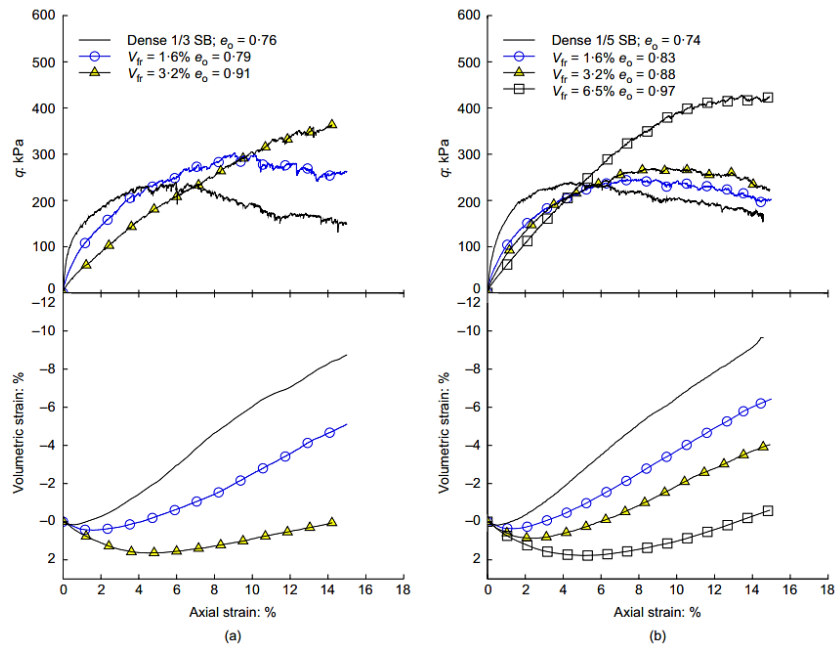 600
500
400
300
200
100
0
q: kPa
Dense 1/3 SB; eo = 0·76
Vfr = 1·6% eo = 0·79
Vfr = 3·2% eo = 0·91
–12
–10
–8
–6
–4
–2
–0
2
Volumetric strain: %
0 2 4 6 8 10 12 14 16 18
Axial strain: %
(a)
600
500
400
300
200
100
0
q: kPa
Dense 1/5 SB; eo = 0·74
Vfr = 1·6% eo = 0·83
Vfr = 3·2% eo = 0·88
Vfr = 6·5% eo = 0·97
–12
–10
–8
–6
–4
–2
–0
2
Volumetric strain: %
0 2 4 6 8 10 12 14 16 18
Axial strain: %
(b)